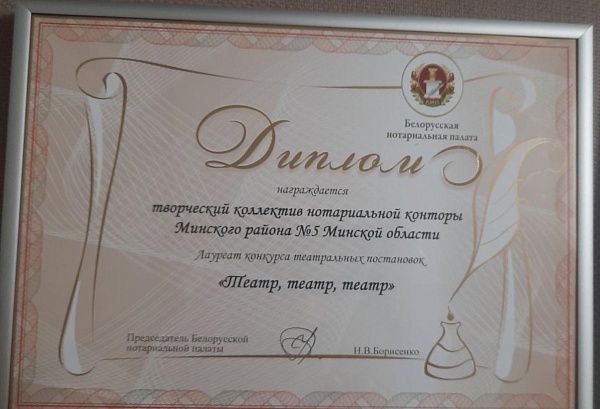 Белорусская
нотариальная палата
Диплом
награждается
творческий коллектив нотариальной конторы
Минского района №5 Минской области
Лауреат конкурса театральных постановок
«Театр, театр, театр»
Председатель Белорусской
нотариальной палаты
Н.В.Борисенко